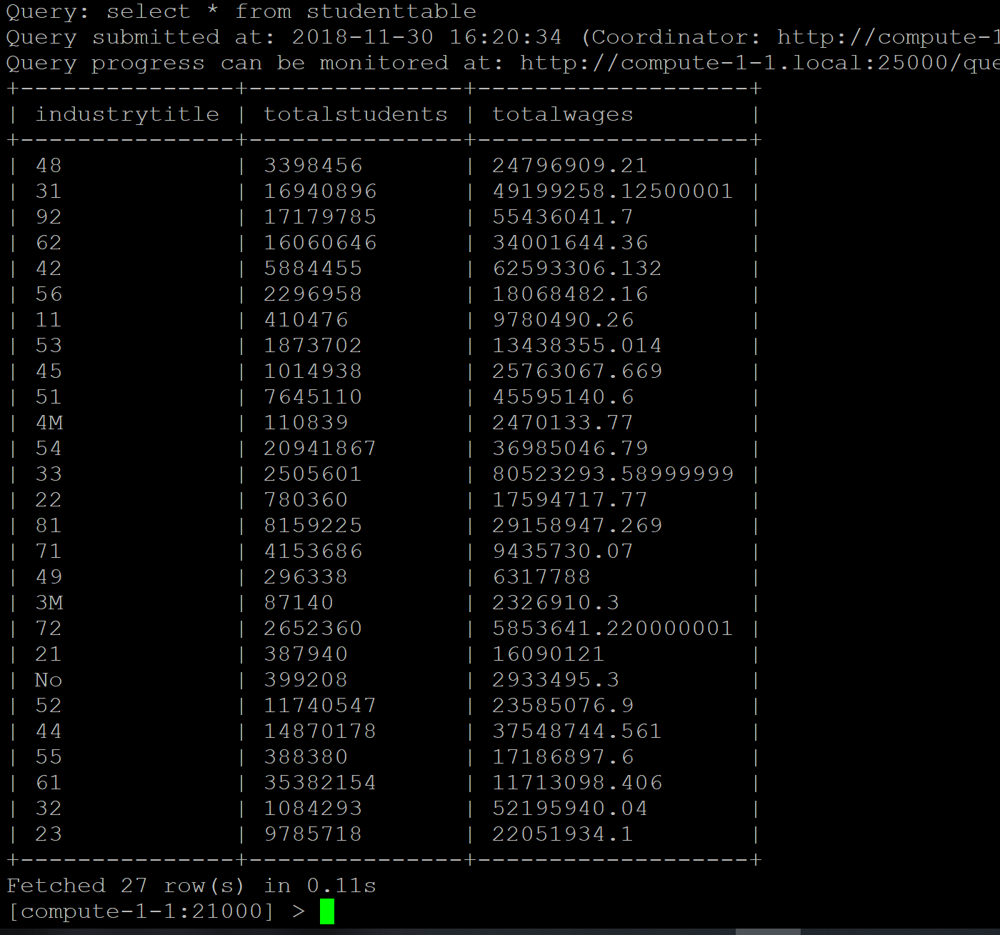 Query: select * from studenttable
Query submitted at: 2018-11-30 16:20:34 (Coordinator: http://compute-1
Query progress can be monitored at: http://compute-1-1.local:25000/que
+---------------+---------------+-------------------+
| industrytitle | totalstudents | totalwages        |
+---------------+---------------+-------------------+
| 48            | 3398456       | 24796909.21       |
| 31            | 16940896      | 49199258.12500001 |
| 92            | 17179785      | 55436041.7        |
| 62            | 16060646      | 34001644.36       |
| 42            | 5884455       | 62593306.132      |
| 56            | 2296958       | 18068482.16       |
| 11            | 410476        | 9780490.26        |
| 53            | 1873702       | 13438355.014      |
| 45            | 1014938       | 25763067.669      |
| 51            | 7645110       | 45595140.6        |
| 4M            | 110839        | 2470133.77        |
| 54            | 20941867      | 36985046.79       |
| 33            | 2505601       | 80523293.58999999 |
| 22            | 780360        | 17594717.77       |
| 81            | 8159225       | 29158947.269      |
| 71            | 4153686       | 9435730.07        |
| 49            | 296338        | 6317788           |
| 3M            | 87140         | 2326910.3         |
| 72            | 2652360       | 5853641.220000001 |
| 21            | 387940        | 16090121          |
| No            | 399208        | 2933495.3         |
| 52            | 11740547      | 23585076.9        |
| 44            | 14870178      | 37548744.561      |
| 55            | 388380        | 17186897.6        |
| 61            | 35382154      | 11713098.406      |
| 32            | 1084293       | 52195940.04       |
| 23            | 9785718       | 22051934.1        |
+---------------+---------------+-------------------+
Fetched 27 row(s) in 0.11s
[compute-1-1:21000] >